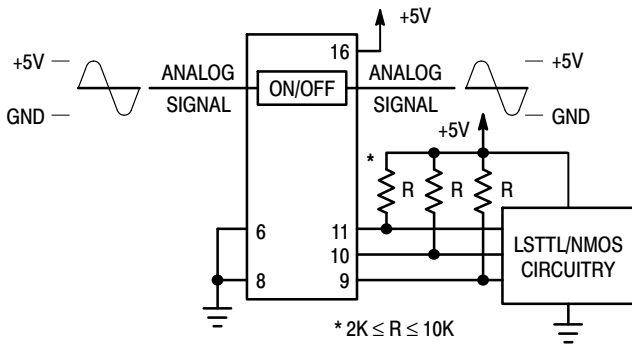 +5V
16
+5V
ANALOG
SIGNAL
ON/OFF
ANALOG
SIGNAL
+5V
GND
GND
+5V
*
R
R
R
6
11
LSTTL/NMOS
CIRCUITRY
10
8
9
* 2K ≤ R ≤ 10K